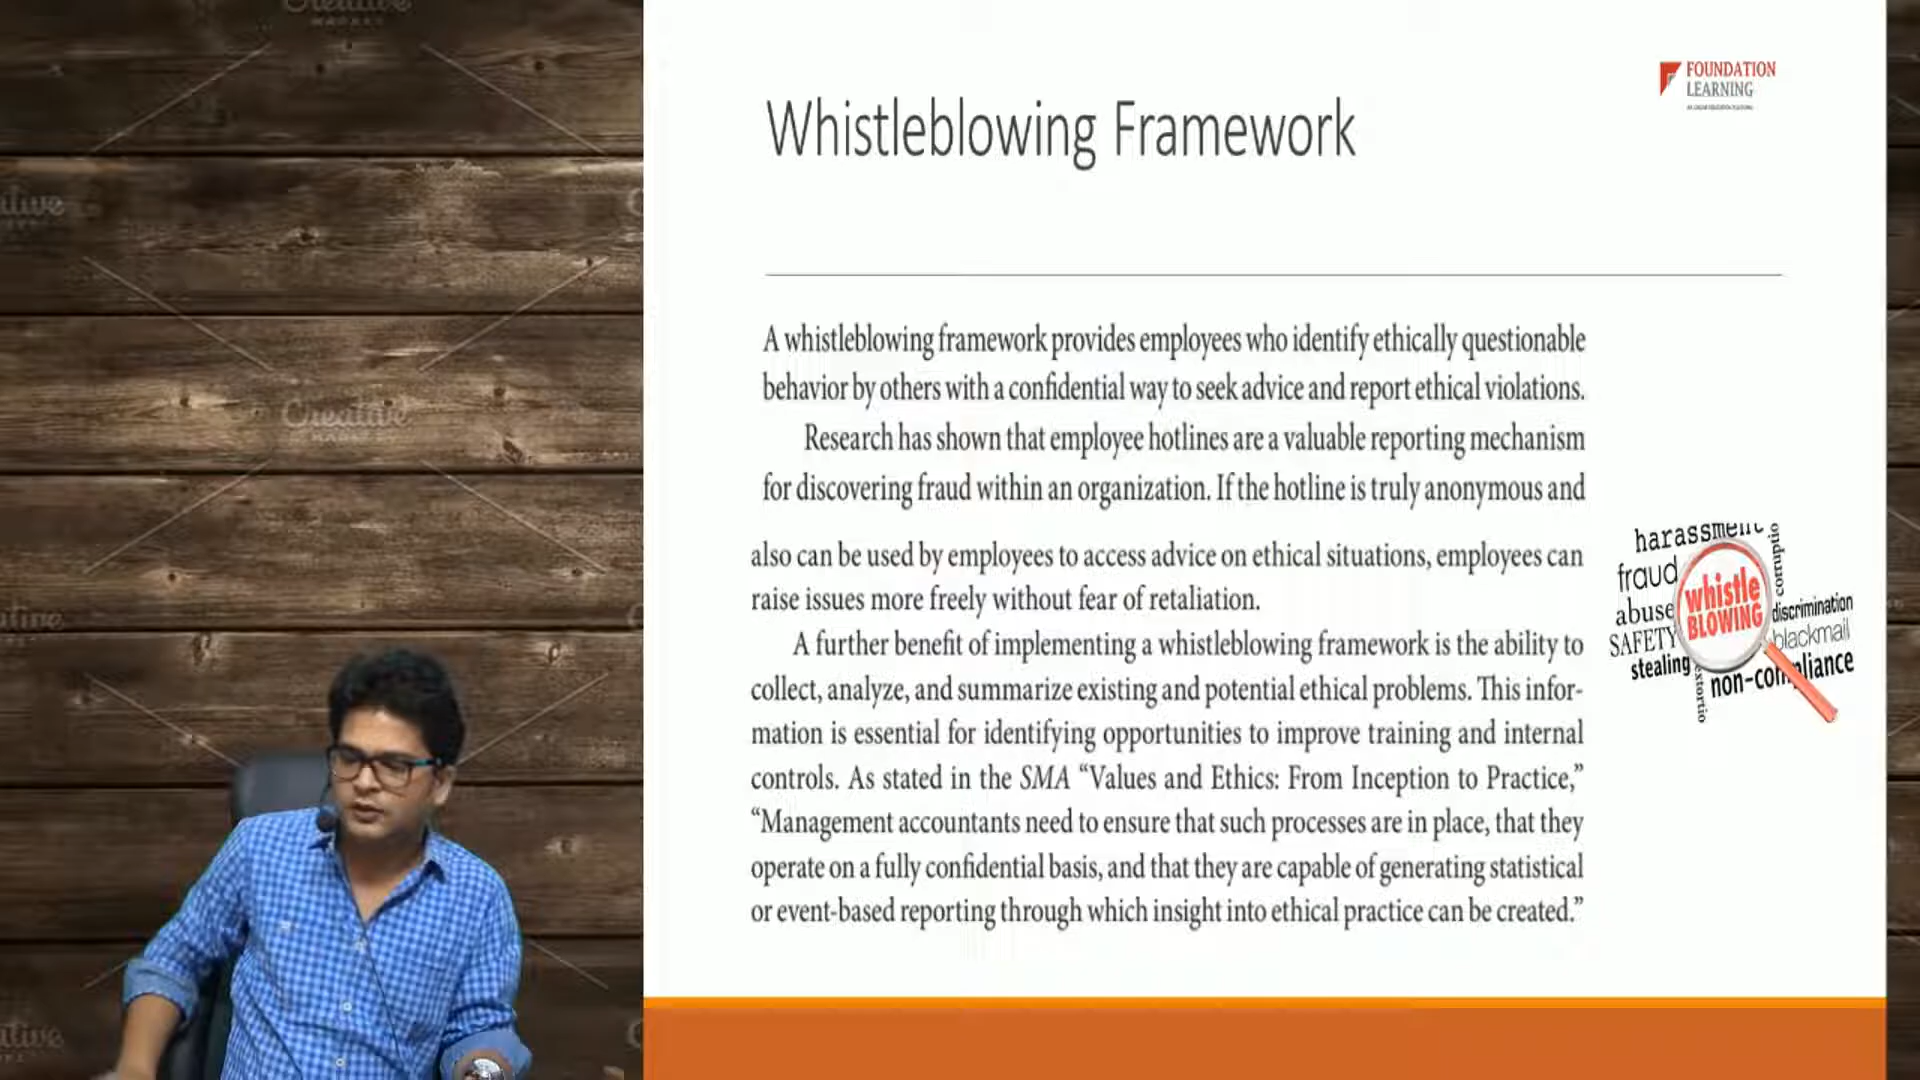 FOUNDATION
LEARNING
Whistleblowing Framework
A whistleblowing framework provides employees who identify ethically questionable
behavior by others with a confidential way to seek advice and report ethical violations.
Research has shown that employee hotlines are a valuable reporting mechanism
for discovering fraud within an organization. If the hotline is truly anonymous and
also can be used by employees to access advice on ethical situations, employees can
raise issues more freely without fear of retaliation.
A further benefit of implementing a whistleblowing framework is the ability to
collect, analyze, and summarize existing and potential ethical problems. This infor-
mation is essential for identifying opportunities to improve training and internal
controls. As stated in the SMA “Values and Ethics: From Inception to Practice,”
“Management accountants need to ensure that such processes are in place, that they
operate on a fully confidential basis, and that they are capable of generating statistical
or event-based reporting through which insight into ethical practice can be created.”
harassment
corruptio
fraud
whistle
BLOWING
abuse
discrimination
SAFETY
blackmail
stealing
extortio
non-compliance
Creative
MARKET